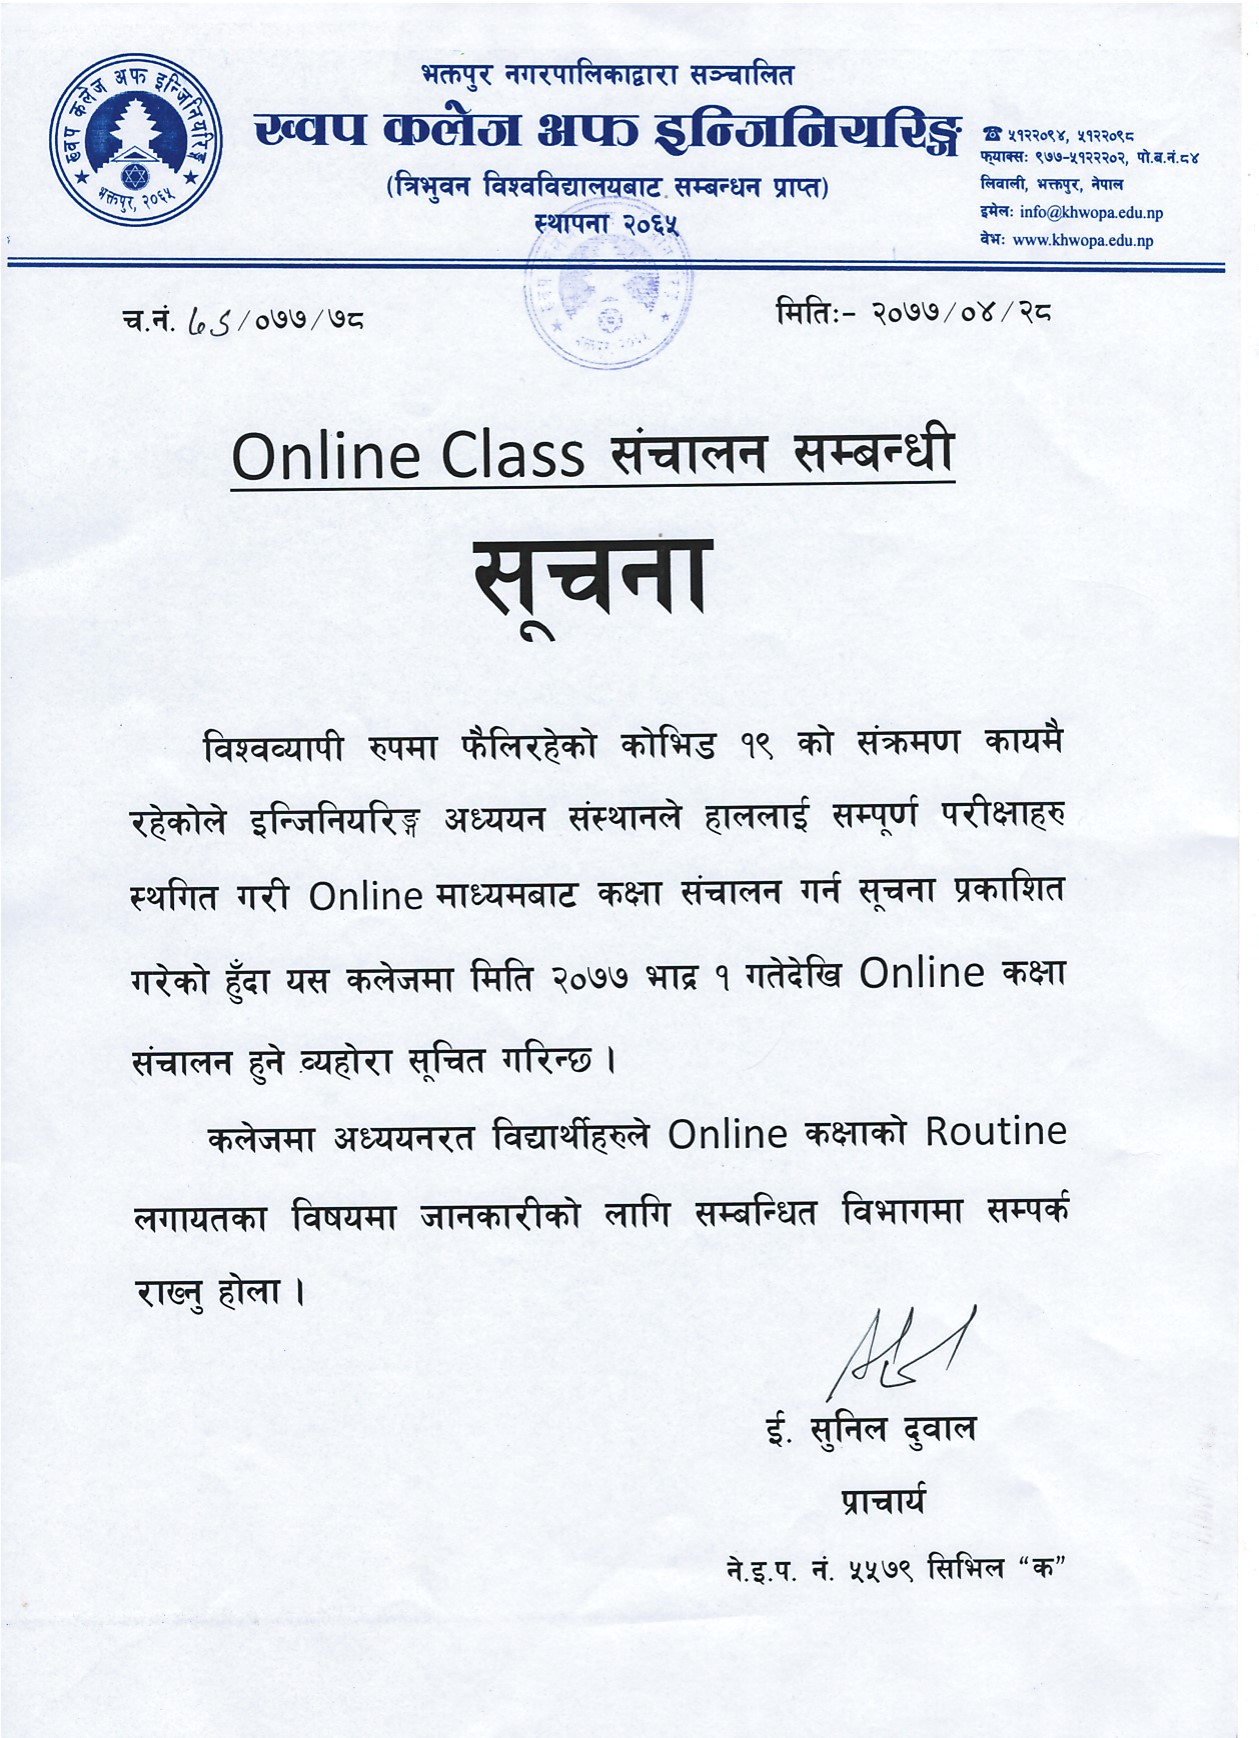 ख्वप कलेज अफ इन्जिनियरिङ्ग
भक्तपुर, २०६५
भक्तपुर नगरपालिकाद्वारा सञ्चालित
ख्वप कलेज अफ इन्जिनियरिङ्ग
(त्रिभुवन विश्वविद्यालयबाट सम्बन्धन प्राप्त)
स्थापना २०६५
☎ ५१२२०९४, ५१२२०९८
फ्याक्सः ९७७-५१२२२०२, पो.ब.नं.८४
लिवाली, भक्तपुर, नेपाल
इमेलः info@khwopa.edu.np
वेभः www.khwopa.edu.np
च.नं. ७८/०७७/७८
मितिः- २०७७/०४/२८
Online Class संचालन सम्बन्धी
सूचना
विश्वव्यापी रुपमा फैलिरहेको कोभिड १९ को संक्रमण कायमै
रहेकोले इन्जिनियरिङ्ग अध्ययन संस्थानले हाललाई सम्पूर्ण परीक्षाहरु
स्थगित गरी Online माध्यमबाट कक्षा संचालन गर्न सूचना प्रकाशित
गरेको हुँदा यस कलेजमा मिति २०७७ भाद्र १ गतेदेखि Online कक्षा
संचालन हुने व्यहोरा सूचित गरिन्छ ।
कलेजमा अध्ययनरत विद्यार्थीहरुले Online कक्षाको Routine
लगायतका विषयमा जानकारीको लागि सम्बन्धित विभागमा सम्पर्क
राख्नु होला ।
ई. सुनिल दुवाल
प्राचार्य
ने.इ.प. नं. ५५७९ सिभिल “क”